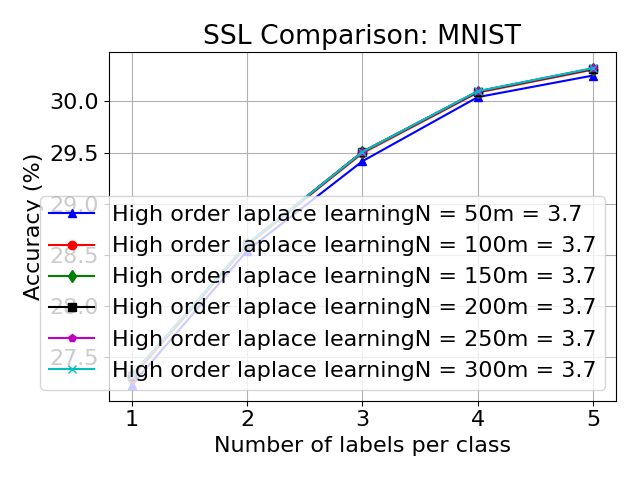 SSL Comparison: MNIST
Accuracy (%)
30.0
29.5
29.0
28.5
28.0
27.5
High order laplace learningN = 50m = 3.7
High order laplace learningN = 100m = 3.7
High order laplace learningN = 150m = 3.7
High order laplace learningN = 200m = 3.7
High order laplace learningN = 250m = 3.7
High order laplace learningN = 300m = 3.7
1 2 3 4 5
Number of labels per class